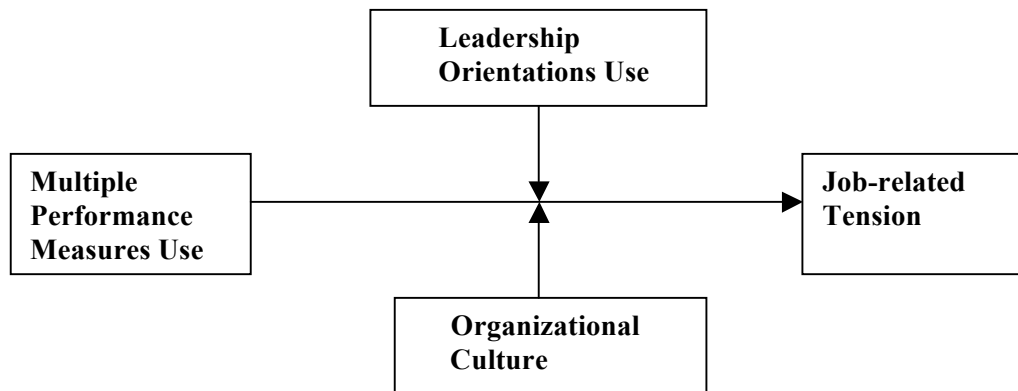 Leadership
Orientations Use
Multiple
Performance
Measures Use
Job-related
Tension
Organizational
Culture